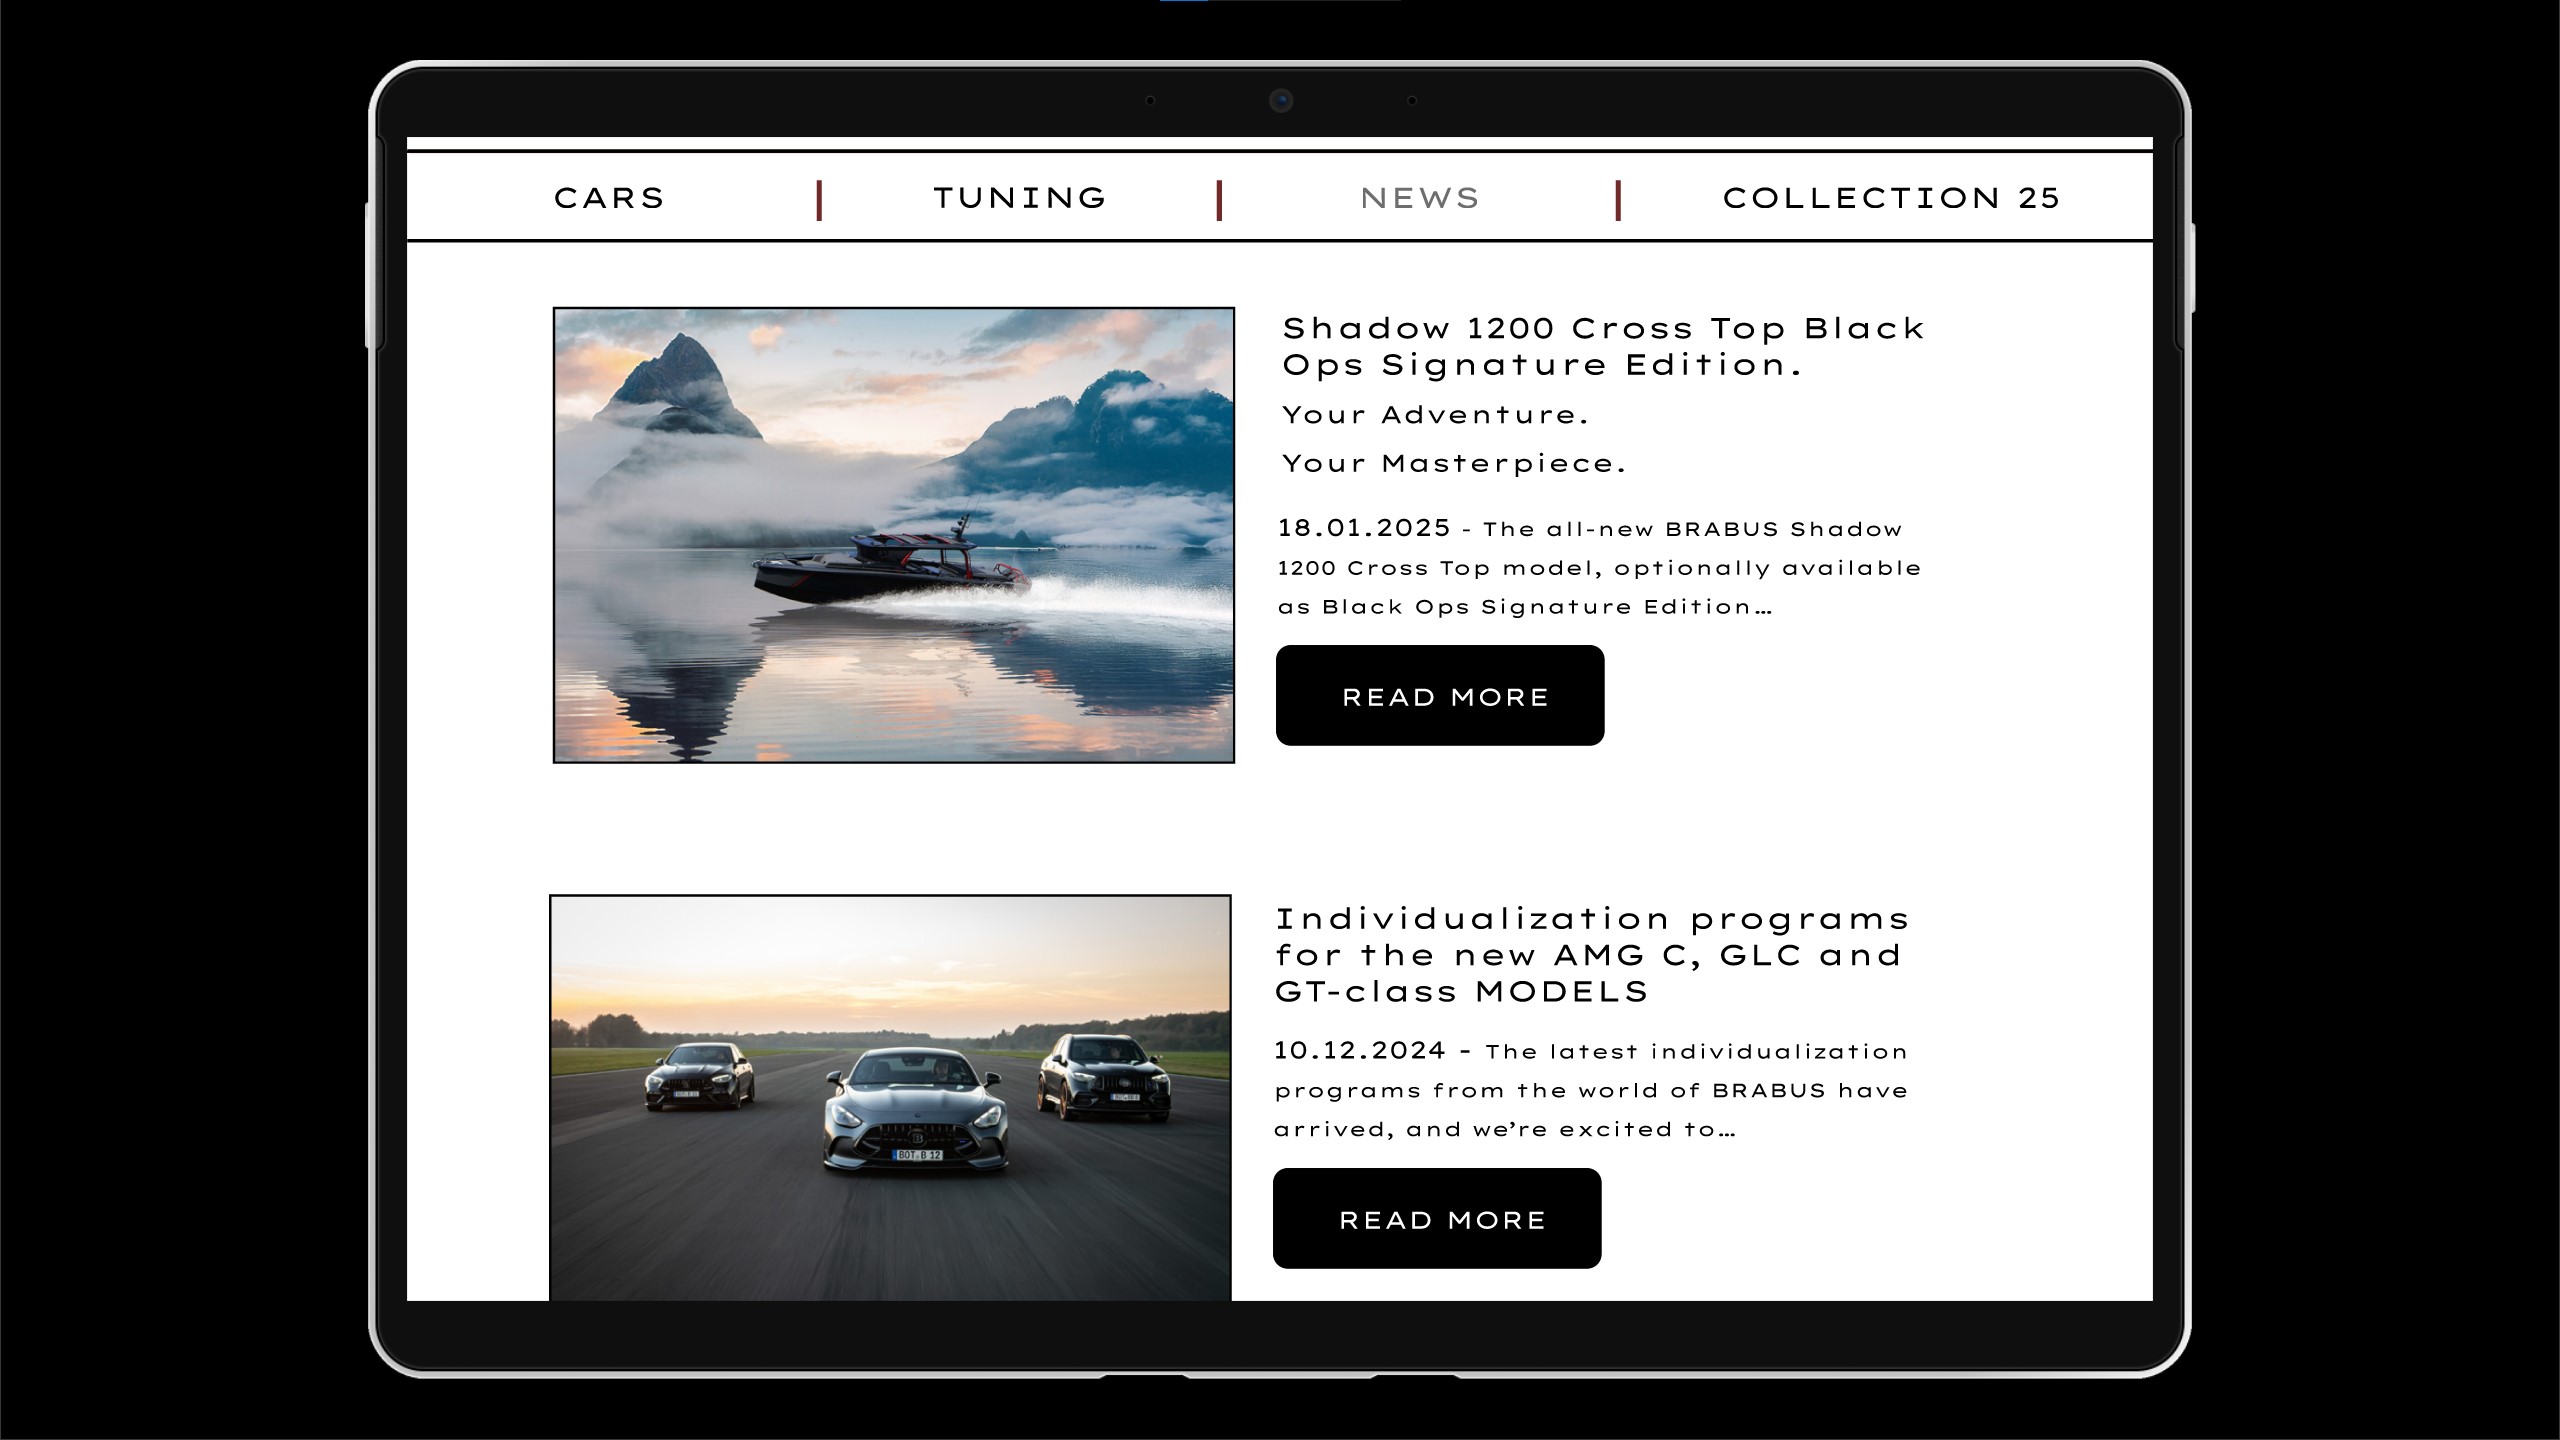 CARS
TUNING
NEWS
COLLECTION 25
Shadow 1200 Cross Top Black
Ops Signature Edition.
Your Adventure.
Your Masterpiece.
18.01.2025 - The all-new BRABUS Shadow
1200 Cross Top model, optionally available
as Black Ops Signature Edition...
READ MORE
Individualization programs
for the new AMG C, GLC and
GT-class MODELS
10.12.2024 - The latest individualization
programs from the world of BRABUS have
arrived, and we’re excited to...
READ MORE
BOT B 12